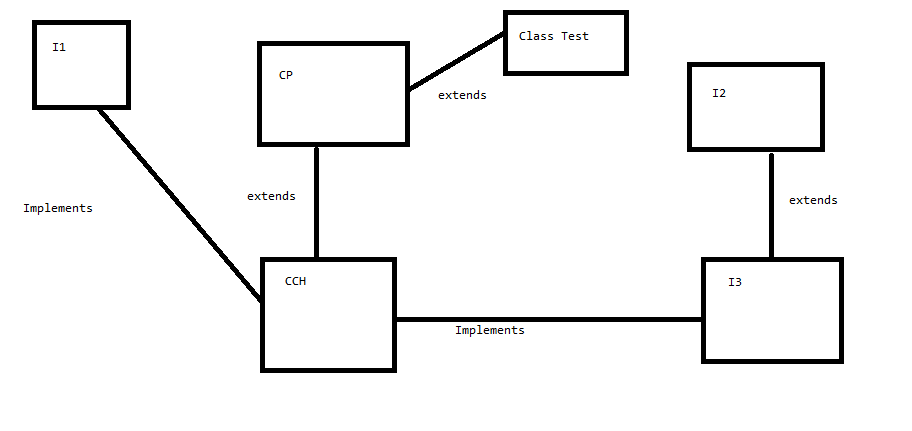 I1
CP
Class Test
extends
I2
Implements
extends
extends
CCH
Implements
I3